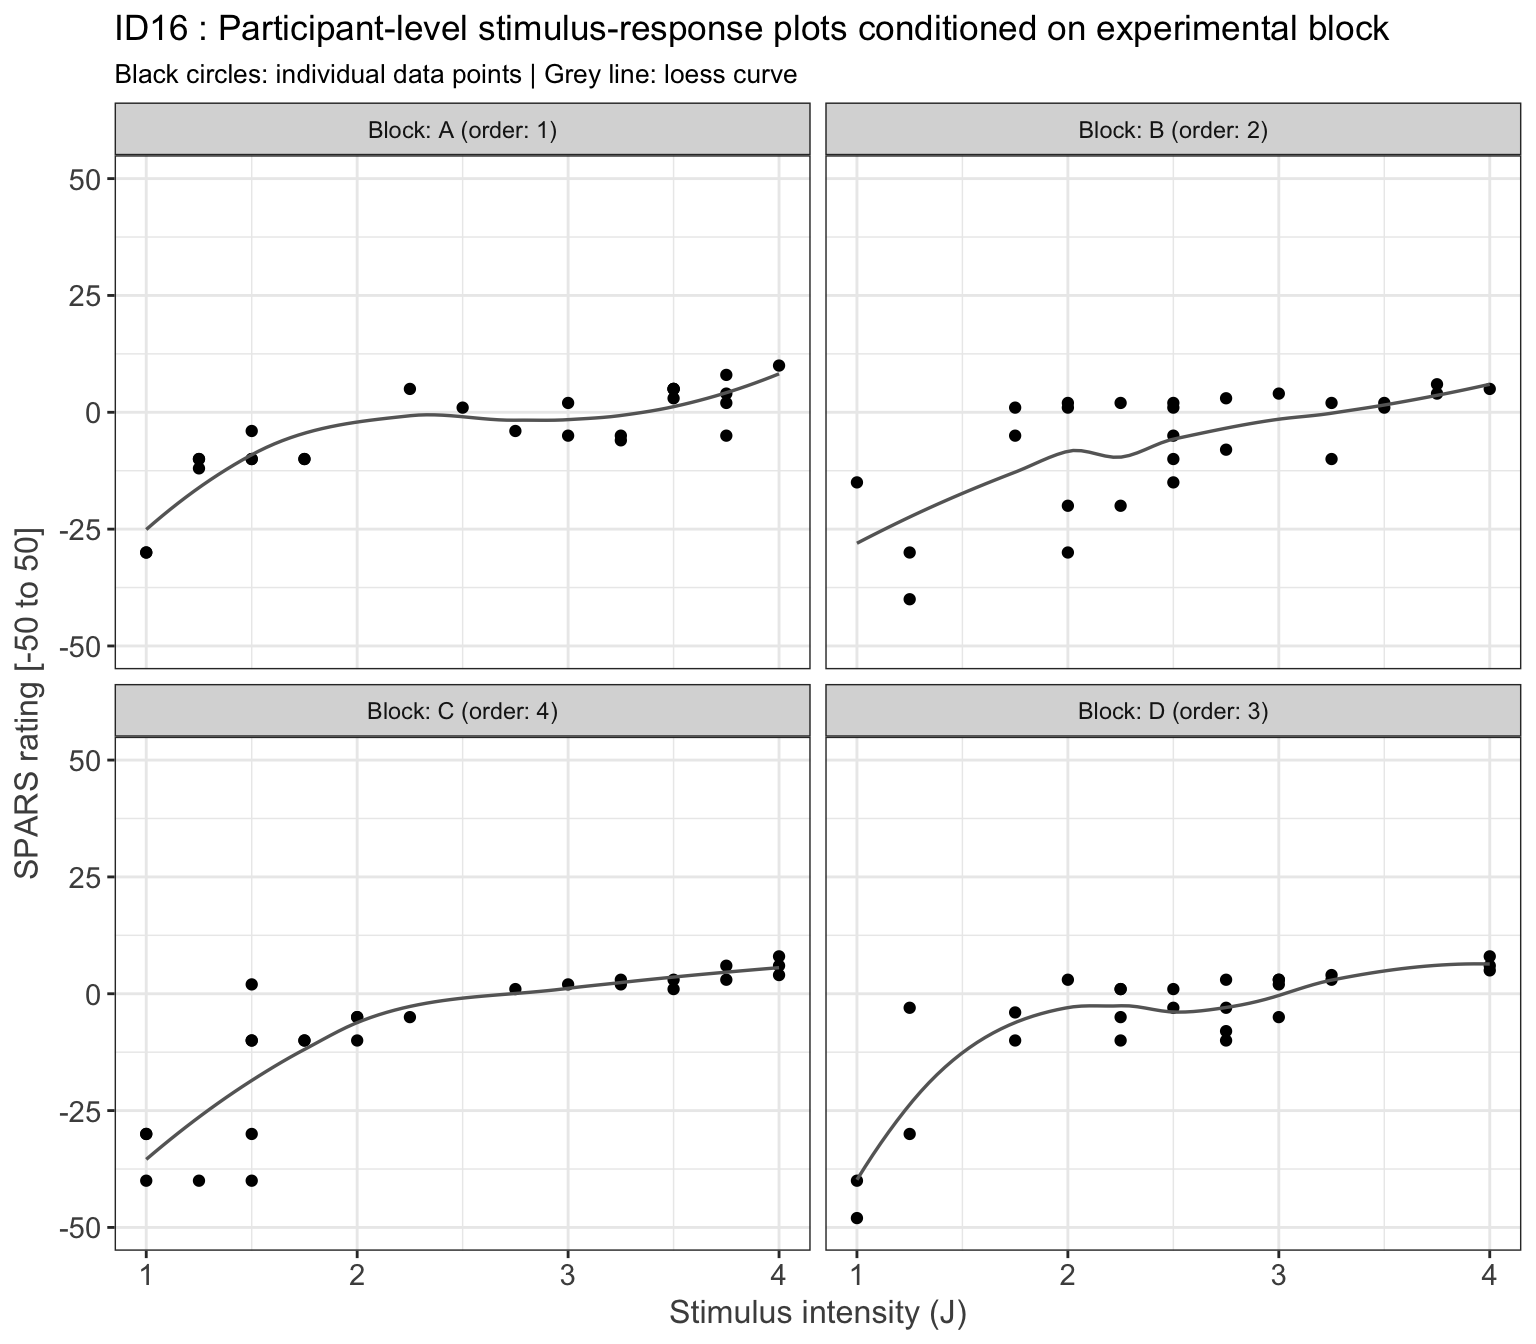 ID16 : Participant-level stimulus-response plots conditioned on experimental block
Black circles: individual data points | Grey line: loess curve
Block: A (order: 1)
Block: B (order: 2)
50
25
0
-25
-50
Block: C (order: 4)
Block: D (order: 3)
50
25
0
-25
-50
SPARS rating [-50 to 50]
1 2 3 4
1 2 3 4
Stimulus intensity (J)